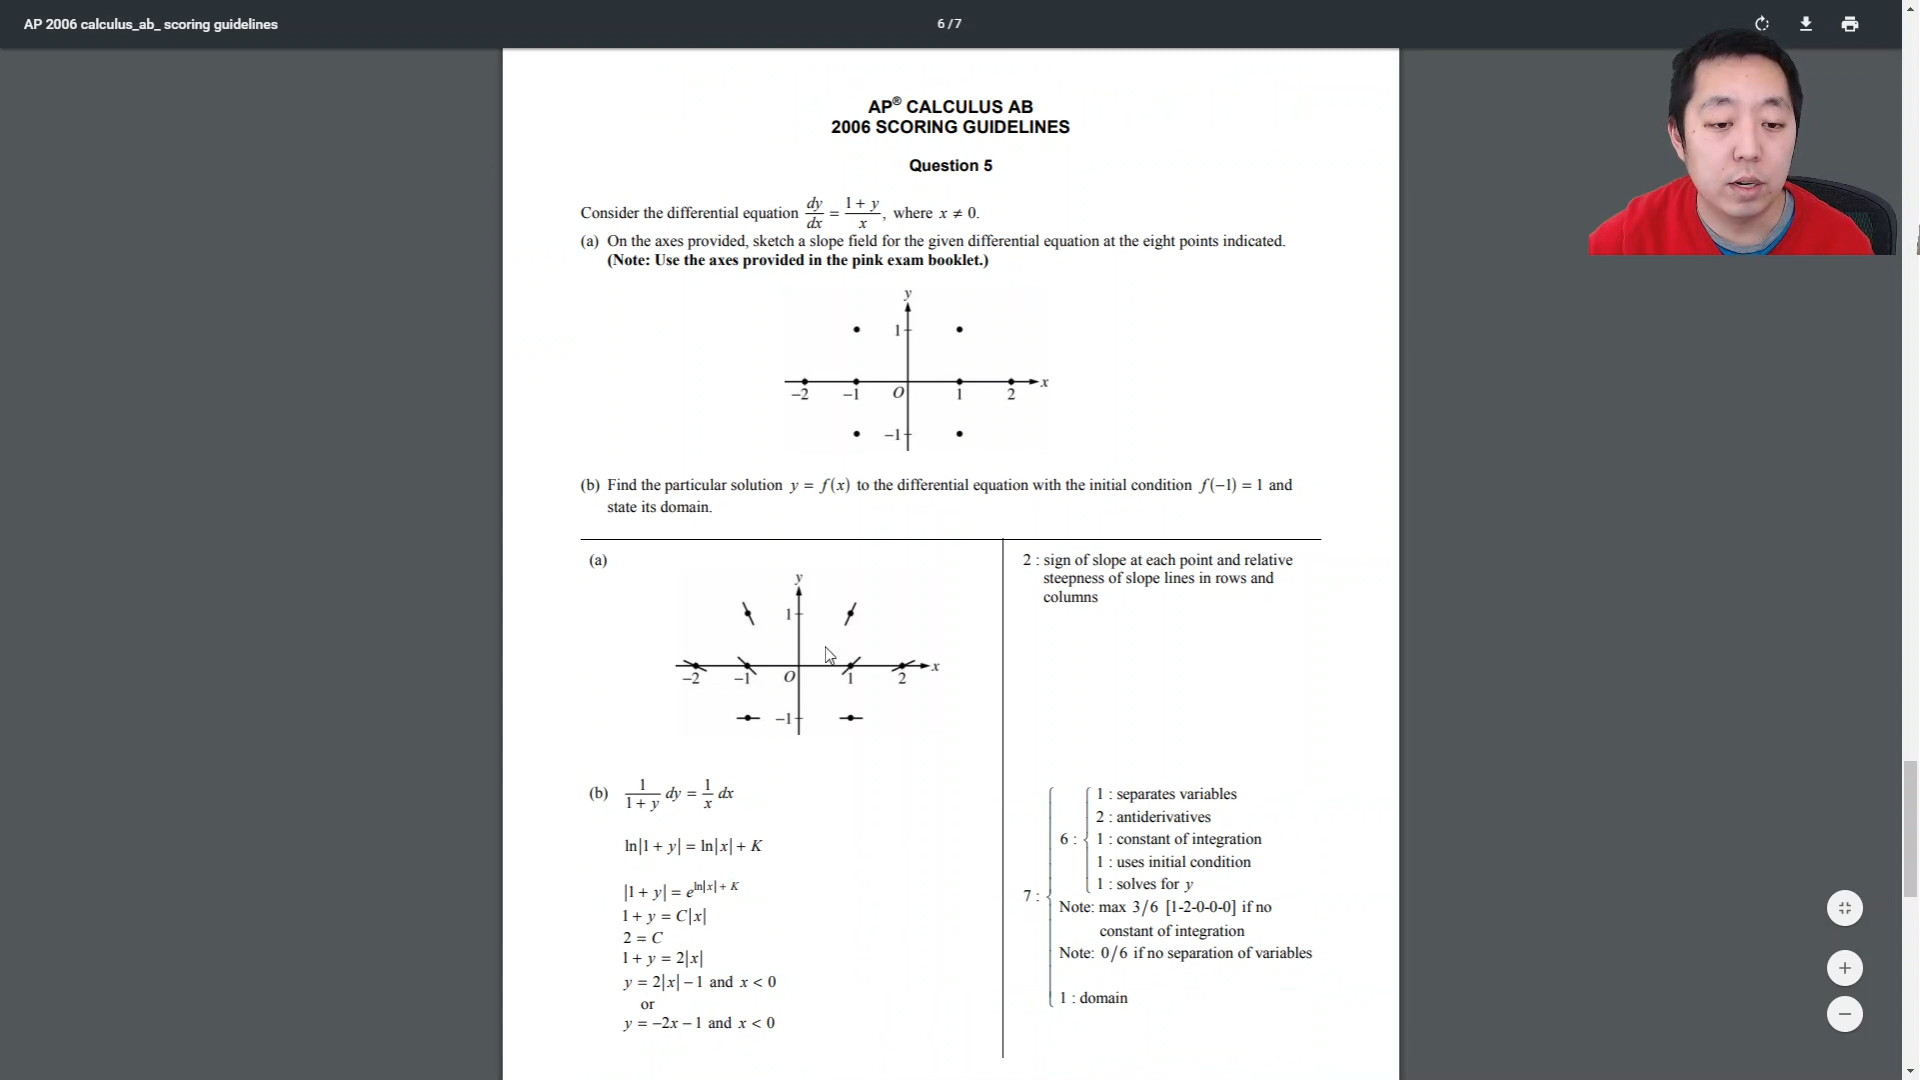 AP 2006 calculus_ab_ scoring guidelines
6 / 7
AP® CALCULUS AB
2006 SCORING GUIDELINES
Question 5
Consider the differential equation dy/dx = (1 + y)/x, where x ≠ 0.
(a) On the axes provided, sketch a slope field for the given differential equation at the eight points indicated.
(Note: Use the axes provided in the pink exam booklet.)
y
1
-2 -1 O 1 2 x
-1
(b) Find the particular solution y = f(x) to the differential equation with the initial condition f(−1) = 1 and
state its domain.
(a)
y
1
-2 -1 O 1 2 x
-1
2 : sign of slope at each point and relative
steepness of slope lines in rows and
columns
(b) 1/(1 + y) dy = 1/x dx
ln|1 + y| = ln|x| + K
|1 + y| = e^(ln|x| + K)
1 + y = C|x|
2 = C
1 + y = 2|x|
y = 2|x| − 1 and x < 0
or
y = −2x − 1 and x < 0
7 :
6 :
1 : separates variables
2 : antiderivatives
1 : constant of integration
1 : uses initial condition
1 : solves for y
Note: max 3/6 [1-2-0-0-0] if no
constant of integration
Note: 0/6 if no separation of variables
1 : domain